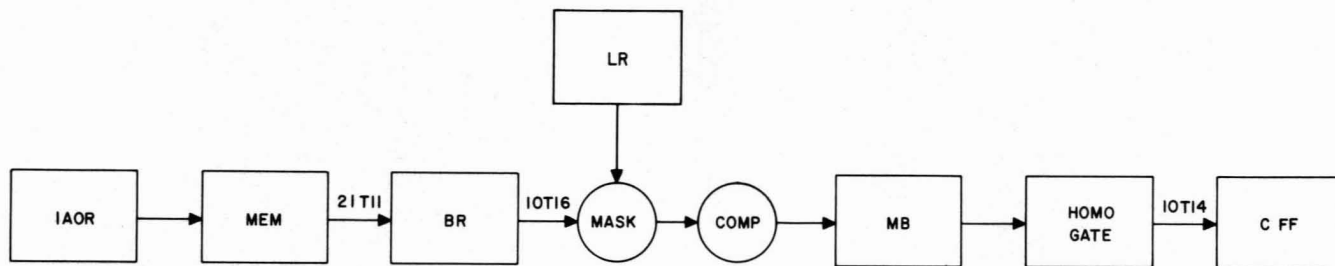 LR
IAOR
MEM
21T11
BR
10T16
MASK
COMP
MB
HOMO
GATE
10T14
C FF